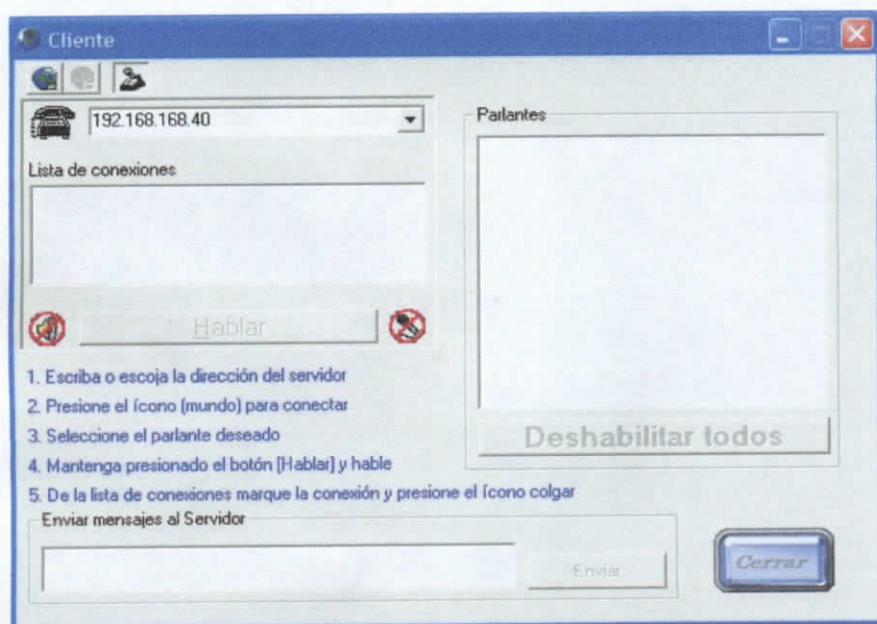 Cliente
192.168.168.40
Lista de conexiones
Hablar
1. Escriba o escoja la dirección del servidor
2. Presione el ícono (mundo) para conectar
3. Seleccione el parlante deseado
4. Mantenga presionado el botón [Hablar] y hable
5. De la lista de conexiones marque la conexión y presione el ícono colgar
Parlantes
Deshabilitar todos
Enviar mensajes al Servidor
Enviar
Cerrar